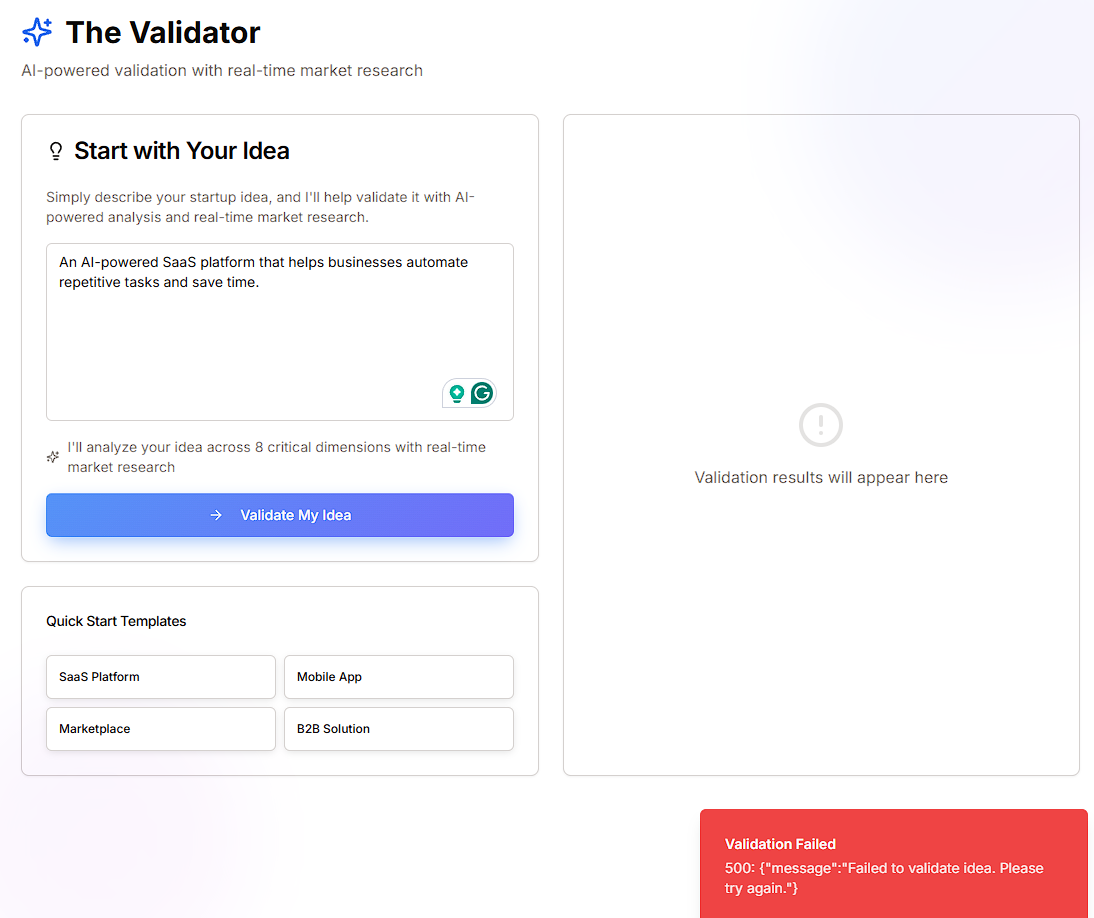 The Validator
AI-powered validation with real-time market research
Start with Your Idea
Simply describe your startup idea, and I'll help validate it with AI-
powered analysis and real-time market research.
An AI-powered SaaS platform that helps businesses automate
repetitive tasks and save time.
I'll analyze your idea across 8 critical dimensions with real-time
market research
Validate My Idea
Quick Start Templates
SaaS Platform
Mobile App
Marketplace
B2B Solution
Validation results will appear here
Validation Failed
500: {"message":"Failed to validate idea. Please
try again."}